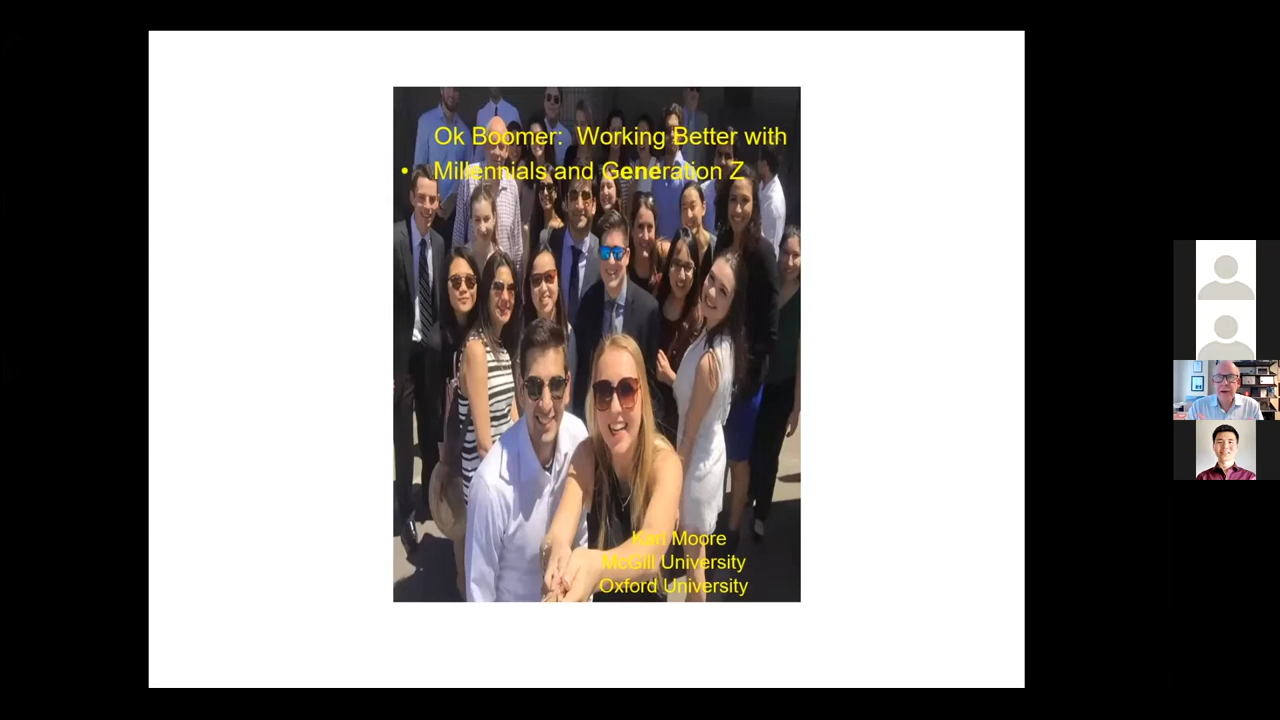 Ok Boomer:  Working Better with
• Millennials and Generation Z
Karl Moore
McGill University
Oxford University